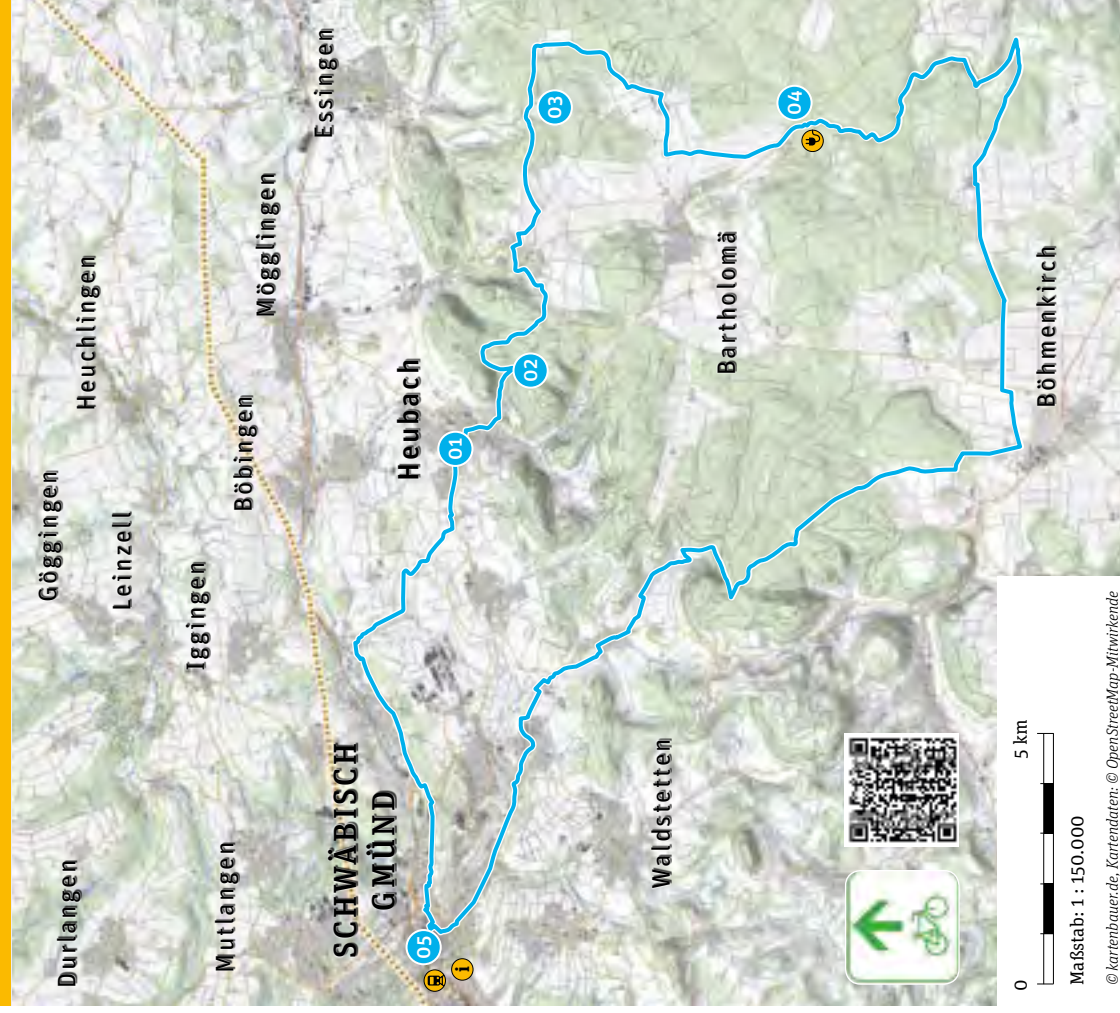 Durlangen
Göggingen
Heuchlingen
Leinzell
Mutlangen
Iggingen
Böbingen
Mögglingen
Essingen
SCHWÄBISCH
GMÜND
Heubach
01
02
03
04
05
i
Waldstetten
Bartholomä
Böhmenkirch
0
5 km
Maßstab: 1 : 150.000
© kartenbauer.de, Kartendaten: © OpenStreetMap-Mitwirkende